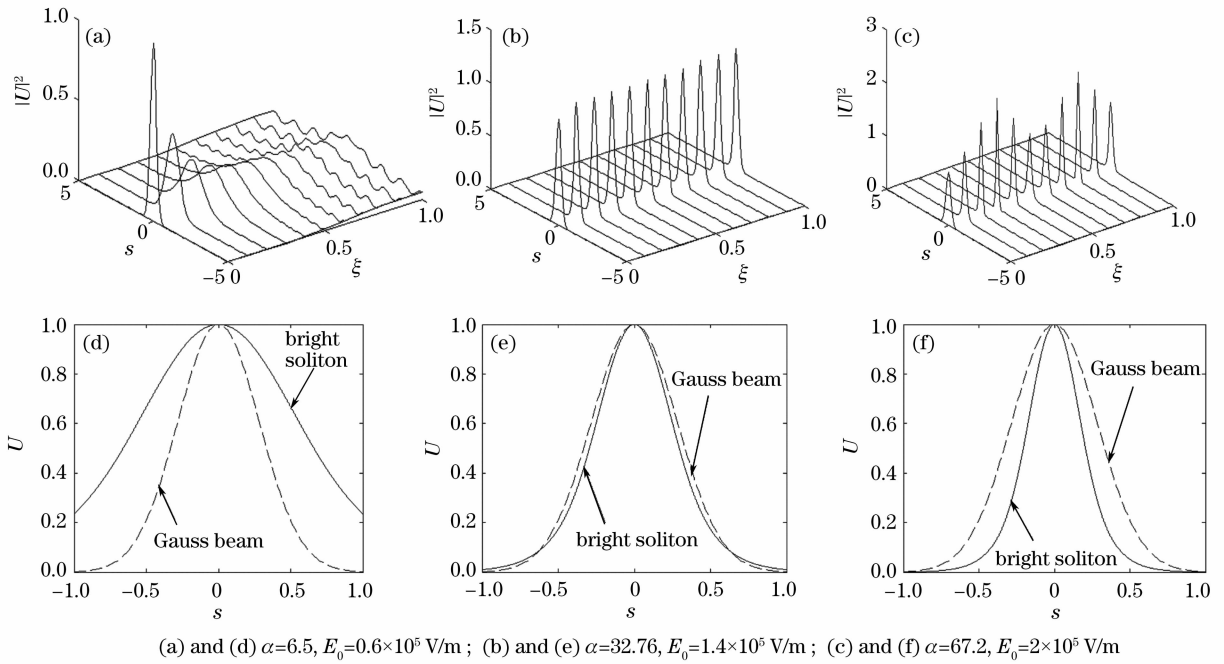 (a)
1.0
0.5
0.0
|U|²
5
0
−5
s
0
0.5
1.0
ξ
(b)
1.5
1.0
0.5
0.0
|U|²
5
0
−5
s
0
0.5
1.0
ξ
(c)
3
2
1
0
|U|²
5
0
−5
s
0
0.5
1.0
ξ
(d)
1.0
0.8
0.6
0.4
0.2
0.0
U
bright
soliton
Gauss beam
−1.0 −0.5 0 0.5 1.0
s
(e)
1.0
0.8
0.6
0.4
0.2
0.0
U
Gauss beam
bright soliton
−1.0 −0.5 0 0.5 1.0
s
(f)
1.0
0.8
0.6
0.4
0.2
0.0
U
Gauss beam
bright soliton
−1.0 −0.5 0 0.5 1.0
s
(a) and (d) α=6.5, E₀=0.6×10⁵ V/m ; (b) and (e) α=32.76, E₀=1.4×10⁵ V/m ; (c) and (f) α=67.2, E₀=2×10⁵ V/m